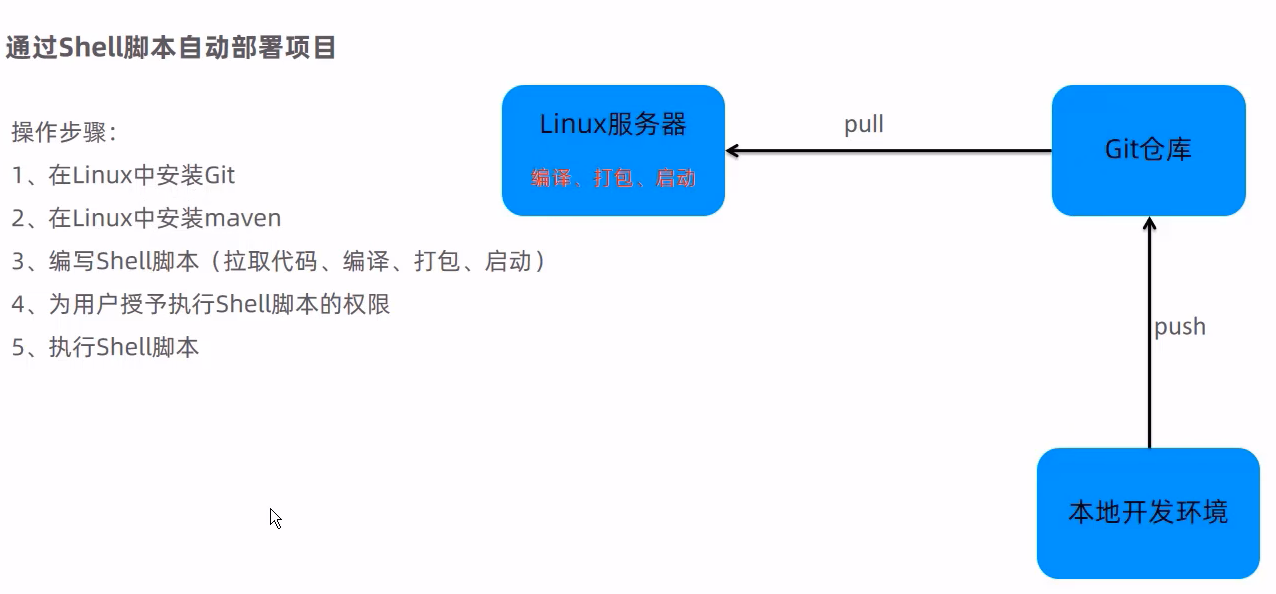 通过Shell脚本自动部署项目
操作步骤：
1、在Linux中安装Git
2、在Linux中安装maven
3、编写Shell脚本（拉取代码、编译、打包、启动）
4、为用户授予执行Shell脚本的权限
5、执行Shell脚本
Linux服务器
编译、打包、启动
pull
Git仓库
push
本地开发环境